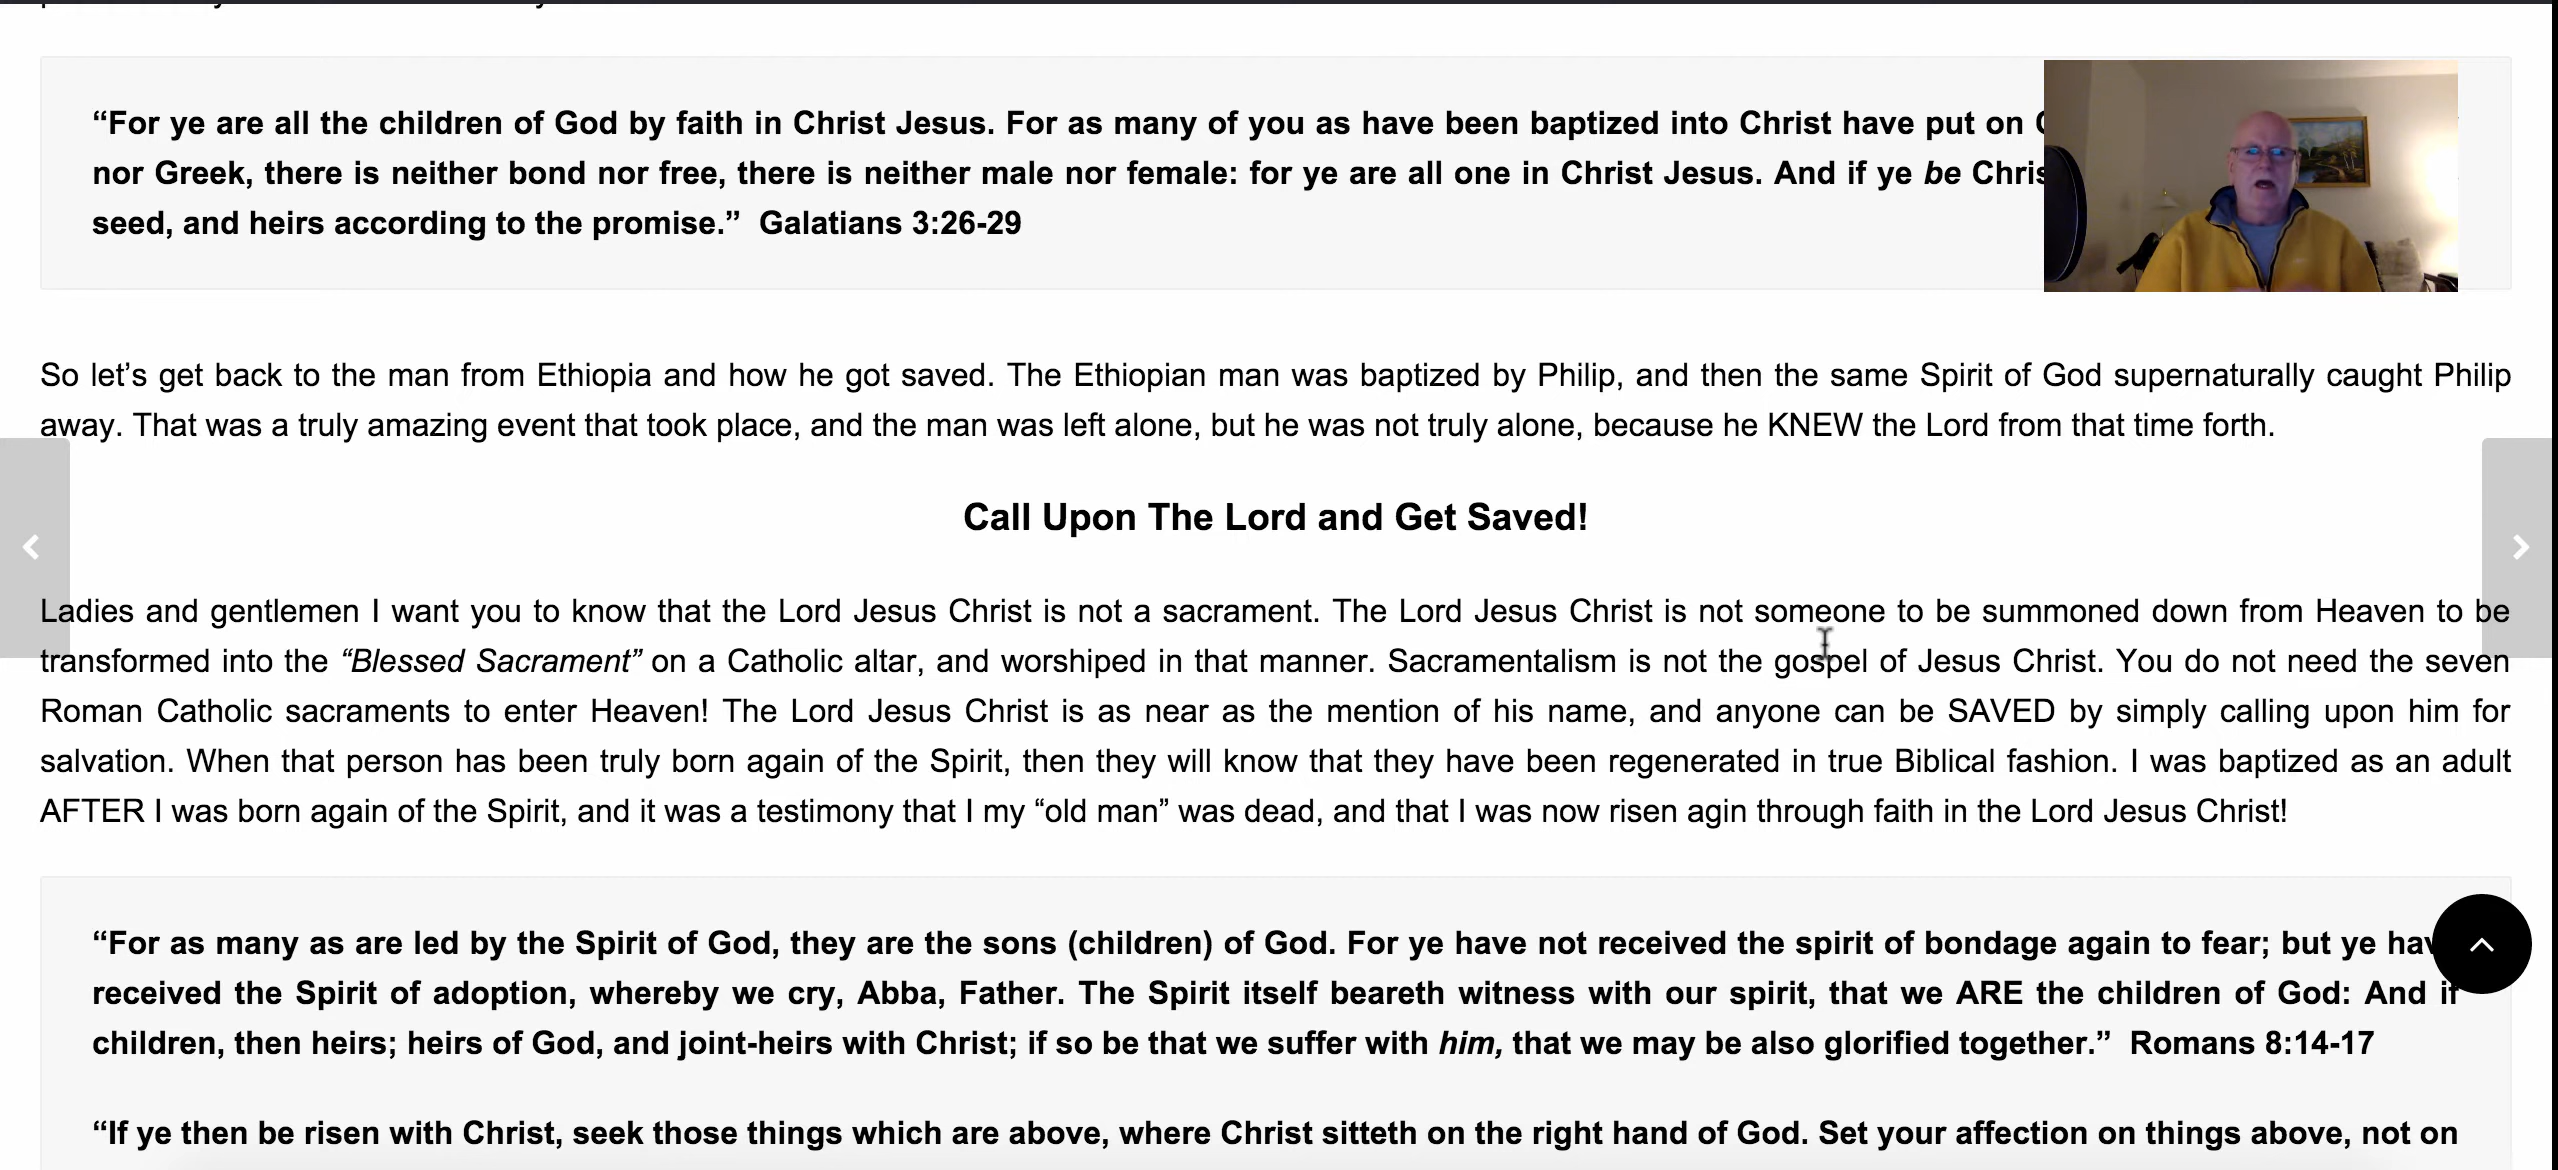 “For ye are all the children of God by faith in Christ Jesus. For as many of you as have been baptized into Christ have put on
nor Greek, there is neither bond nor free, there is neither male nor female: for ye are all one in Christ Jesus. And if ye be
seed, and heirs according to the promise.” Galatians 3:26-29
So let’s get back to the man from Ethiopia and how he got saved. The Ethiopian man was baptized by Philip, and then the same Spirit of God supernaturally caught Philip
away. That was a truly amazing event that took place, and the man was left alone, but he was not truly alone, because he KNEW the Lord from that time forth.
Call Upon The Lord and Get Saved!
Ladies and gentlemen I want you to know that the Lord Jesus Christ is not a sacrament. The Lord Jesus Christ is not someone to be summoned down from Heaven to be
transformed into the “Blessed Sacrament” on a Catholic altar, and worshiped in that manner. Sacramentalism is not the gospel of Jesus Christ. You do not need the seven
Roman Catholic sacraments to enter Heaven! The Lord Jesus Christ is as near as the mention of his name, and anyone can be SAVED by simply calling upon him for
salvation. When that person has been truly born again of the Spirit, then they will know that they have been regenerated in true Biblical fashion. I was baptized as an adult
AFTER I was born again of the Spirit, and it was a testimony that I my “old man” was dead, and that I was now risen agin through faith in the Lord Jesus Christ!
“For as many as are led by the Spirit of God, they are the sons (children) of God. For ye have not received the spirit of bondage again to fear; but ye
received the Spirit of adoption, whereby we cry, Abba, Father. The Spirit itself beareth witness with our spirit, that we ARE the children of God: And if
children, then heirs; heirs of God, and joint-heirs with Christ; if so be that we suffer with him, that we may be also glorified together.” Romans 8:14-17
“If ye then be risen with Christ, seek those things which are above, where Christ sitteth on the right hand of God. Set your affection on things above, not on